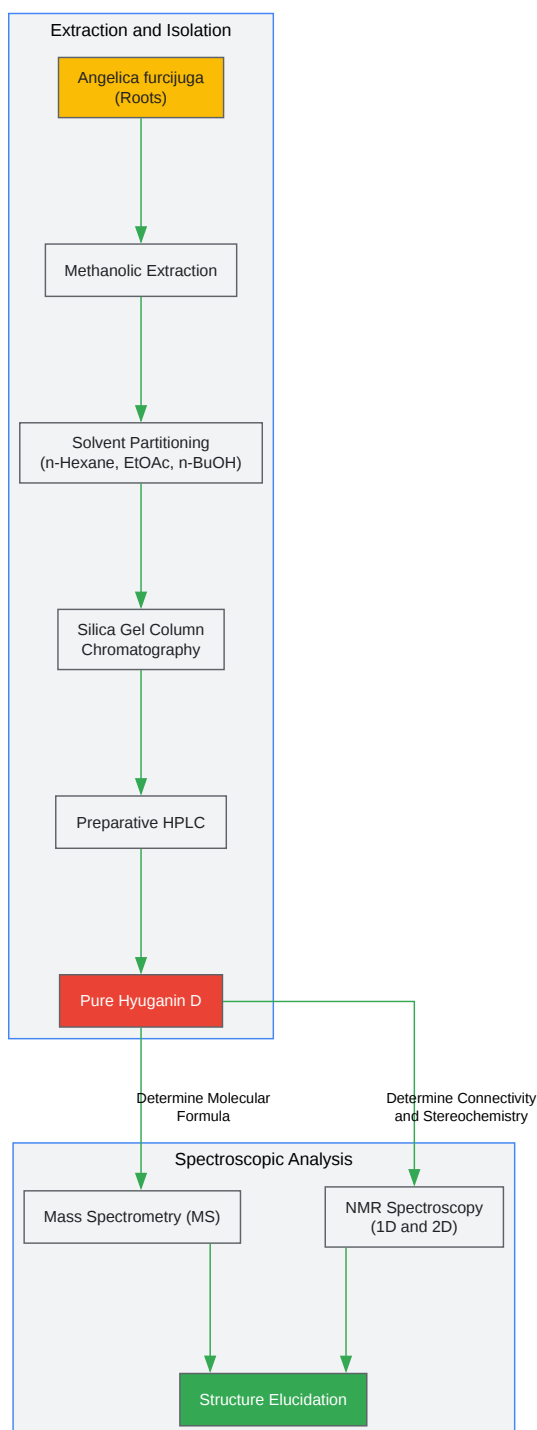 Extraction and Isolation
Angelica furcijuga
(Roots)
Methanolic Extraction
Solvent Partitioning
(n-Hexane, EtOAc, n-BuOH)
Silica Gel Column
Chromatography
Preparative HPLC
Pure Hyuganin D
Determine Molecular
Formula
Determine Connectivity
and Stereochemistry
Spectroscopic Analysis
Mass Spectrometry (MS)
NMR Spectroscopy
(1D and 2D)
Structure Elucidation